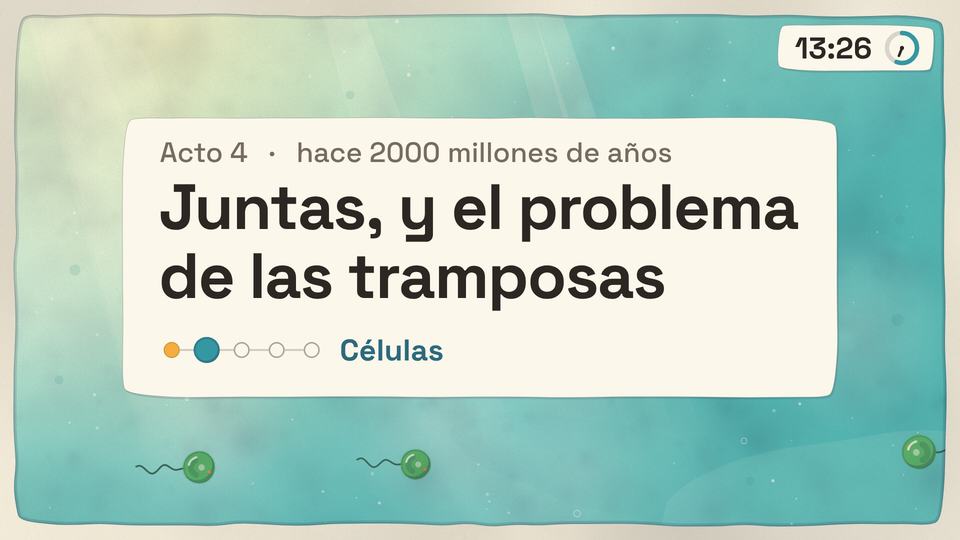 13:26
Acto 4 · hace 2000 millones de años
Juntas, y el problema
de las tramposas
Células